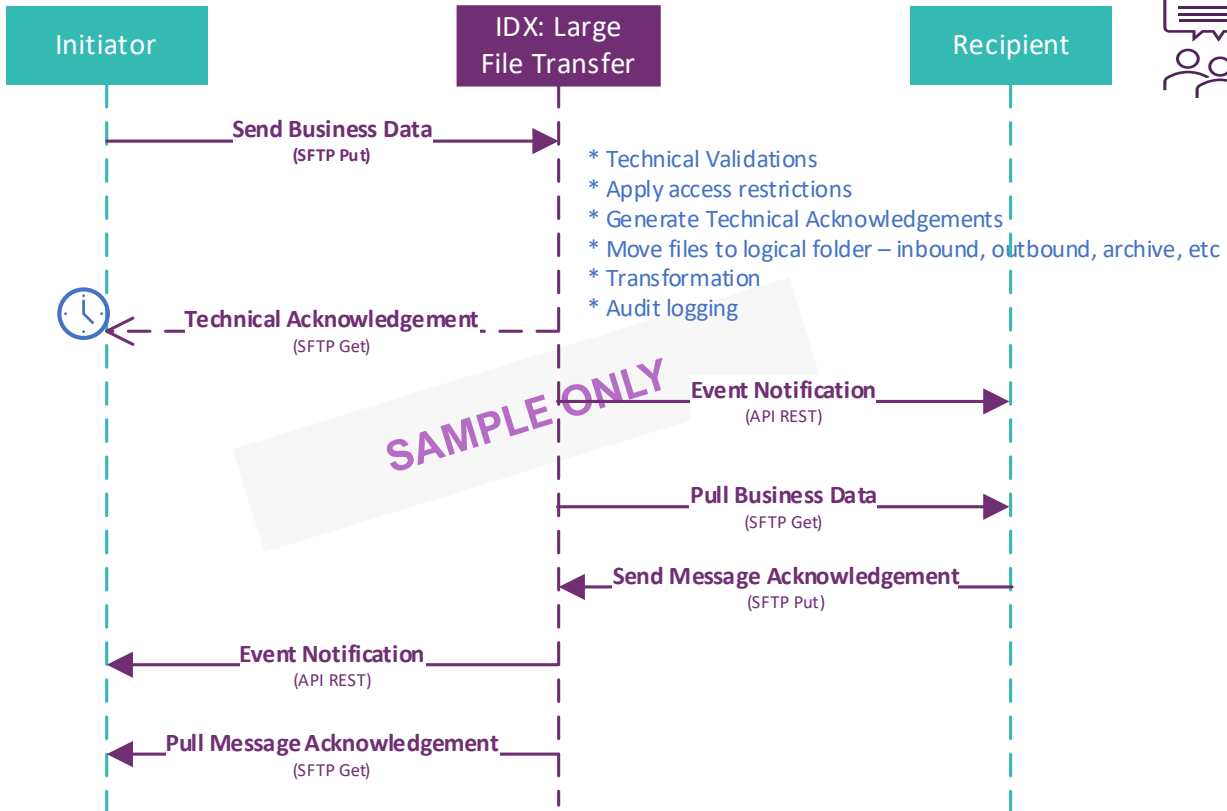 Initiator
IDX: Large
File Transfer
Recipient
Send Business Data
(SFTP Put)
* Technical Validations
* Apply access restrictions
* Generate Technical Acknowledgements
* Move files to logical folder – inbound, outbound, archive, etc
* Transformation
* Audit logging
Technical Acknowledgement
(SFTP Get)
SAMPLE ONLY
Event Notification
(API REST)
Pull Business Data
(SFTP Get)
Send Message Acknowledgement
(SFTP Put)
Event Notification
(API REST)
Pull Message Acknowledgement
(SFTP Get)